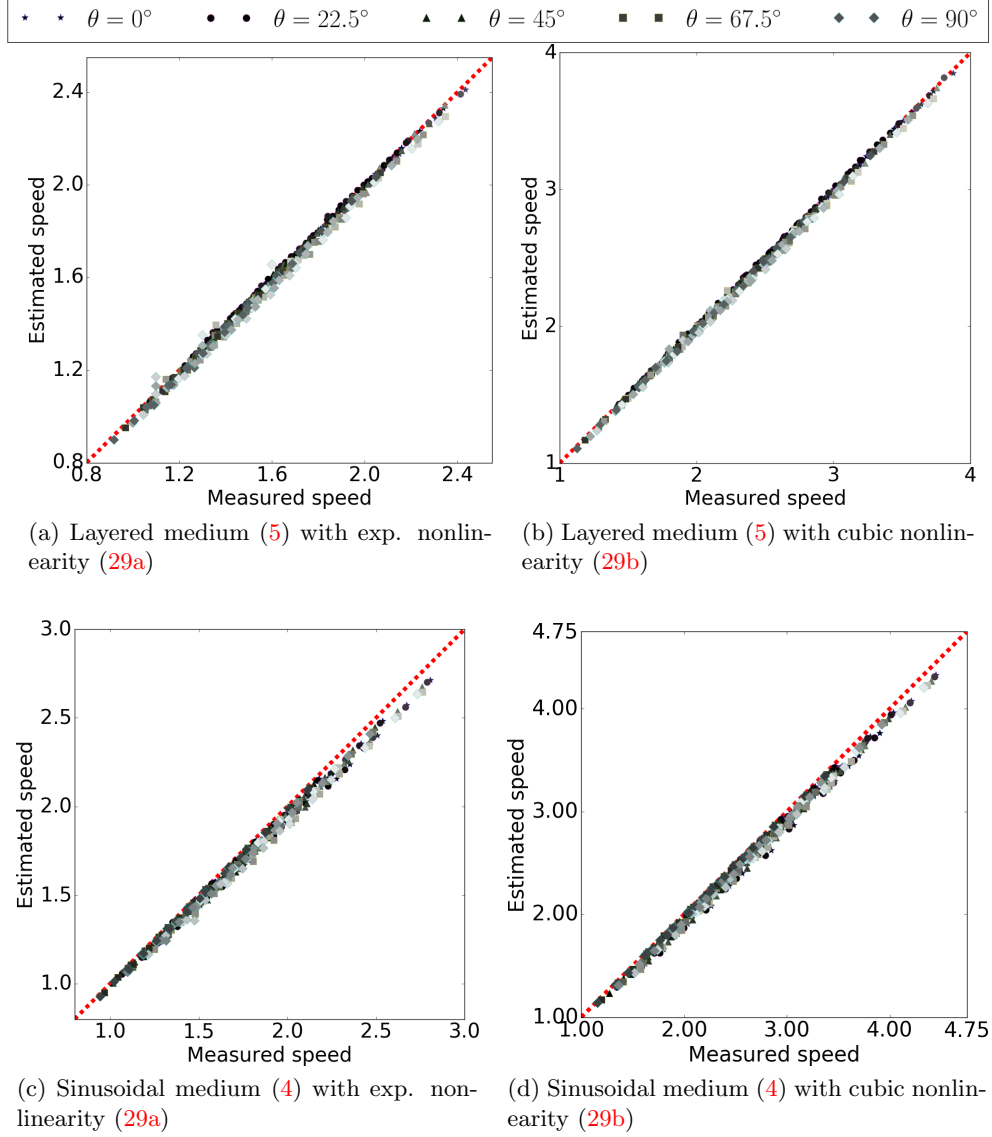 θ = 0° θ = 22.5° θ = 45° θ = 67.5° θ = 90°
2.4
2.0
1.6
1.2
0.8
Estimated speed
0.8 1.2 1.6 2.0 2.4
Measured speed
(a) Layered medium (5) with exp. nonlin-
earity (29a)
4
3
2
1
Estimated speed
1 2 3 4
Measured speed
(b) Layered medium (5) with cubic nonlin-
earity (29b)
3.0
2.5
2.0
1.5
1.0
Estimated speed
1.0 1.5 2.0 2.5 3.0
Measured speed
(c) Sinusoidal medium (4) with exp. non-
linearity (29a)
4.75
4.00
3.00
2.00
1.00
Estimated speed
1.00 2.00 3.00 4.00 4.75
Measured speed
(d) Sinusoidal medium (4) with cubic nonlin-
earity (29b)